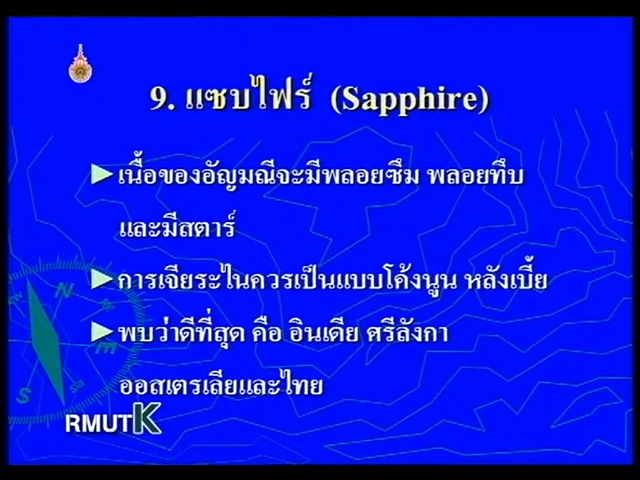 9. แซบไฟร์ (Sapphire)
►เนื้อของอัญมณีจะมีพลอยซึม พลอยทึบ
และมีสตาร์
►การเจียระไนควรเป็นแบบโค้งนูน หลังเบี้ย
►พบว่าดีที่สุด คือ อินเดีย ศรีลังกา
ออสเตรเลียและไทย
N
S
RMUTK